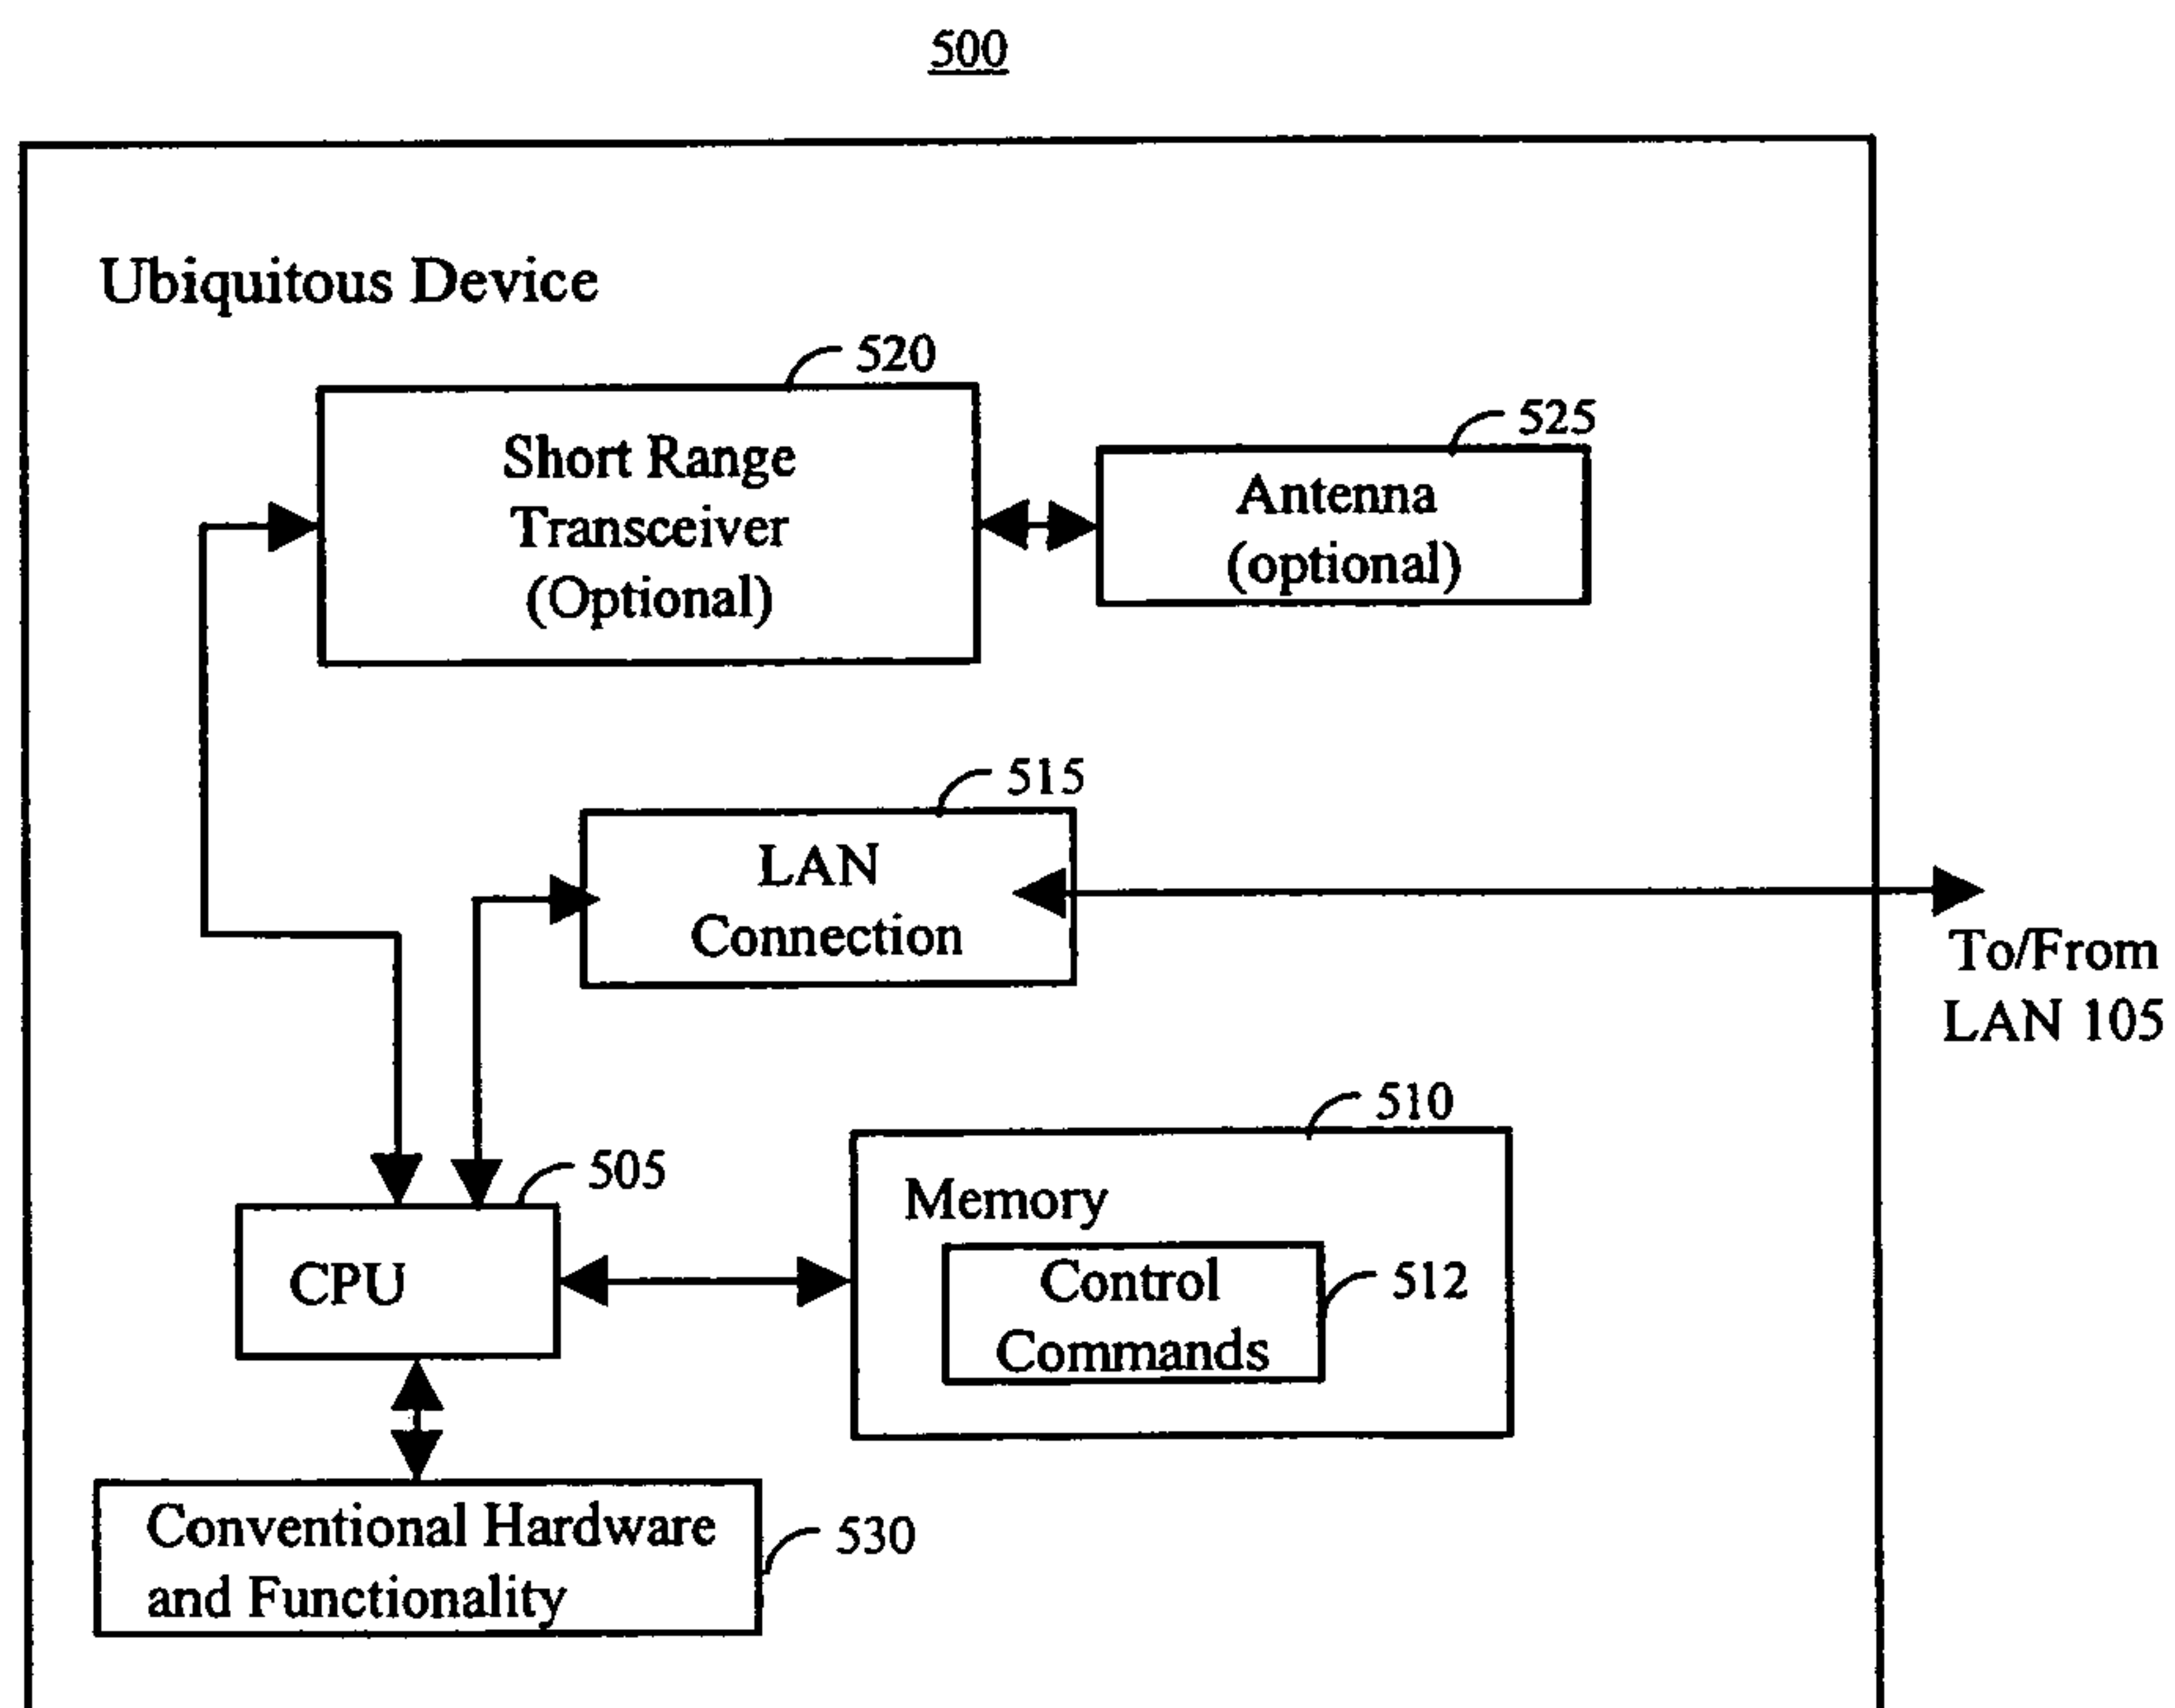 500
Ubiquitous Device
520
Short Range
Transceiver
(Optional)
525
Antenna
(optional)
515
LAN
Connection
To/From
LAN 105
510
Memory
Control
Commands
512
505
CPU
Conventional Hardware
and Functionality
530